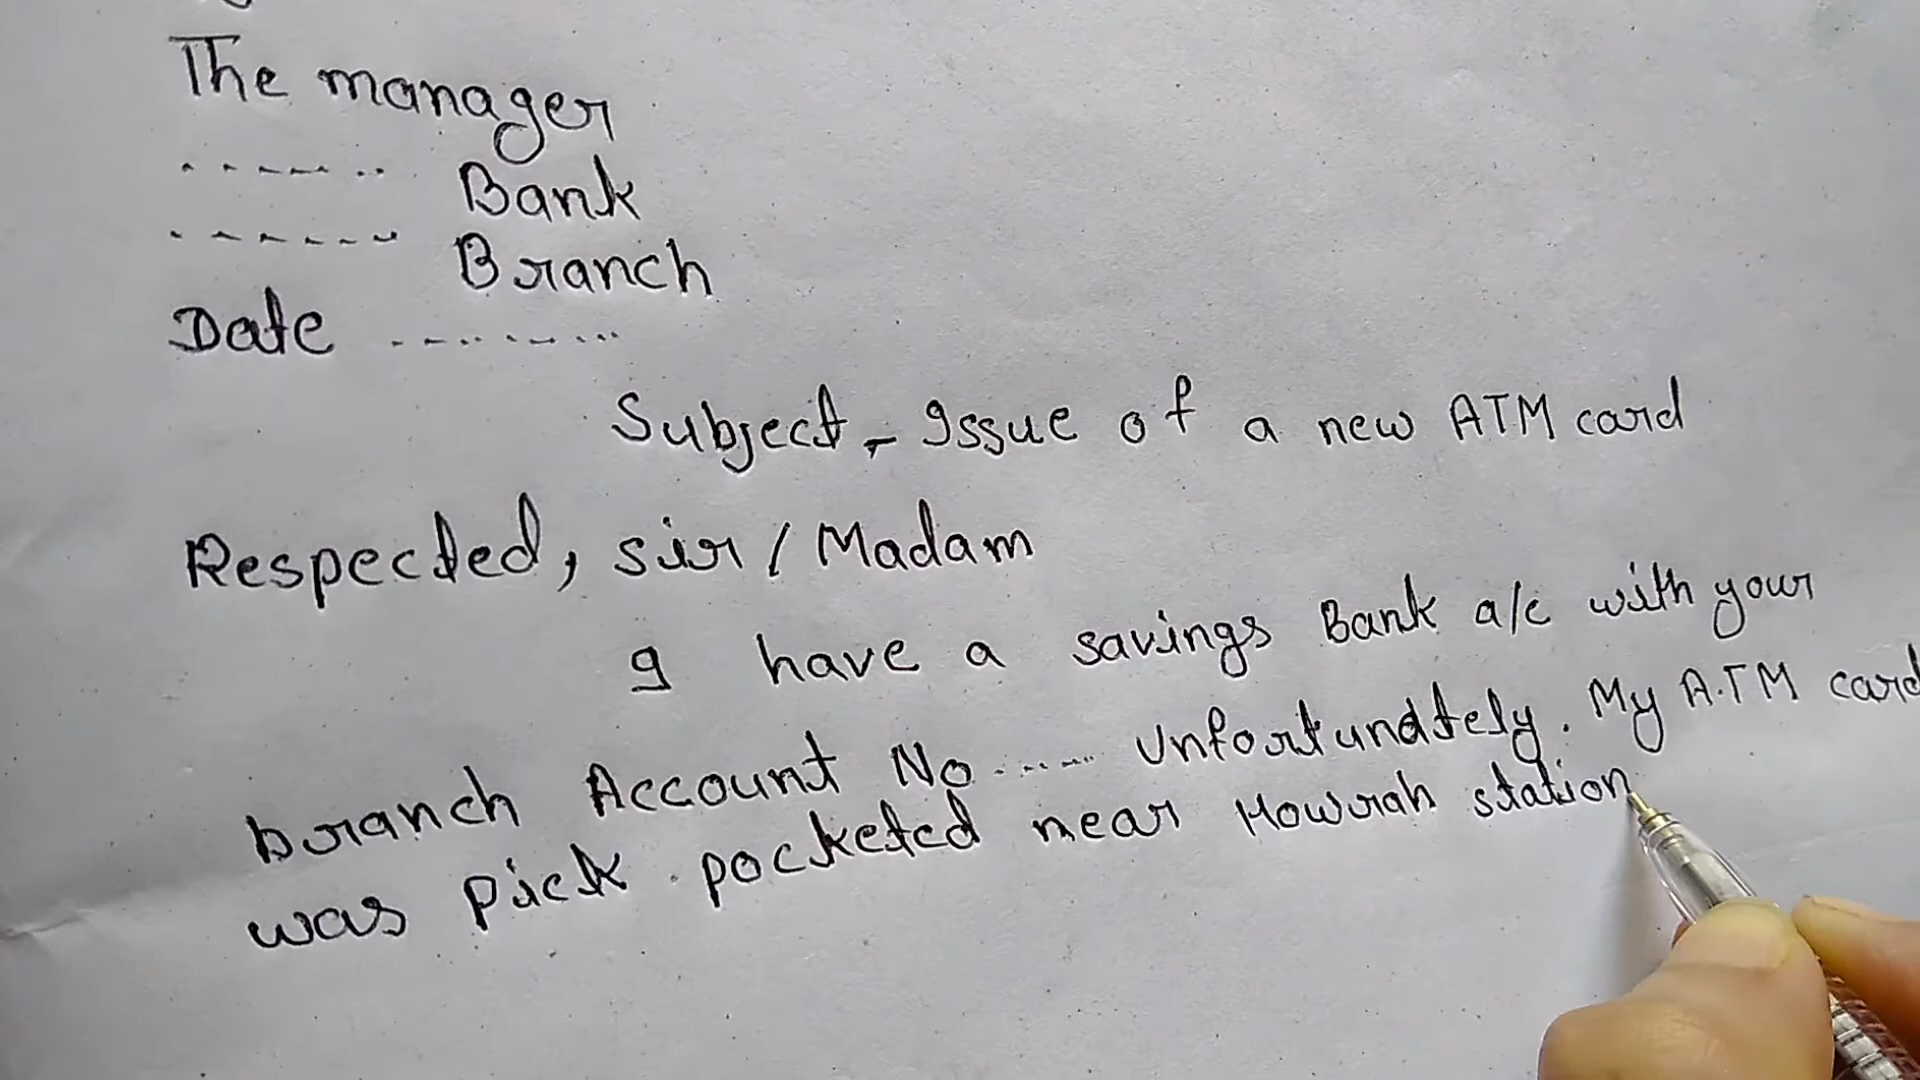 The manager
....... Bank
....... Branch
Date ..........
Subject - Issue of a new ATM card
Respected, sir / Madam
I have a savings Bank a/c with your
branch Account No ...... Unfortundtely. My A.TM card
was pick pocketed near Howrah station